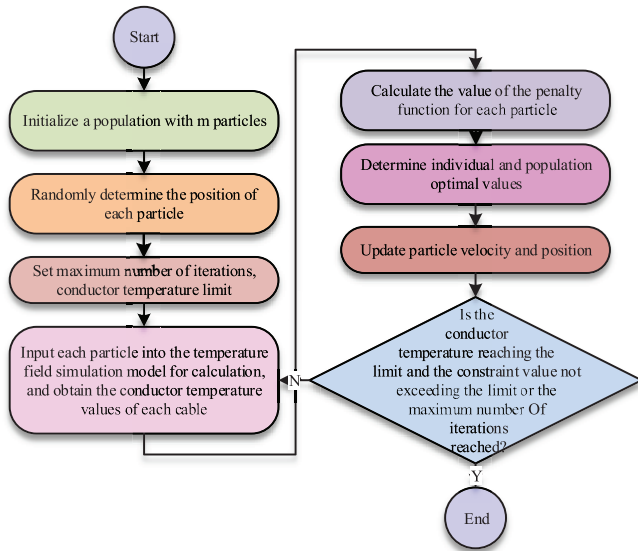 Start
Initialize a population with m particles
Randomly determine the position of
each particle
Set maximum number of iterations,
conductor temperature limit
Input each particle into the temperature
field simulation model for calculation,
and obtain the conductor temperature
values of each cable
Calculate the value of the penalty
function for each particle
Determine individual and population
optimal values
Update particle velocity and position
Is the
conductor
temperature reaching the
limit and the constraint value not
exceeding the limit or the
maximum number Of
iterations
reached?
N
Y
End